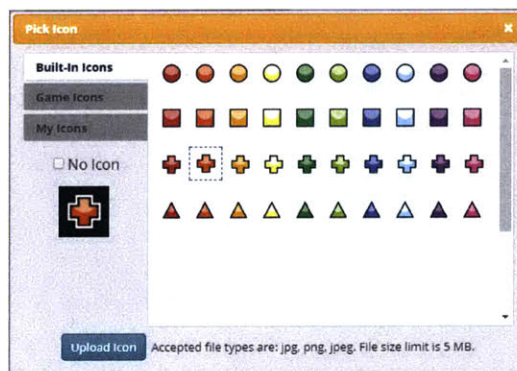 Pick Icon
Built-In Icons
Game Icons
My Icons
No Icon
Upload Icon Accepted file types are: jpg, png, jpeg. File size limit is 5 MB.